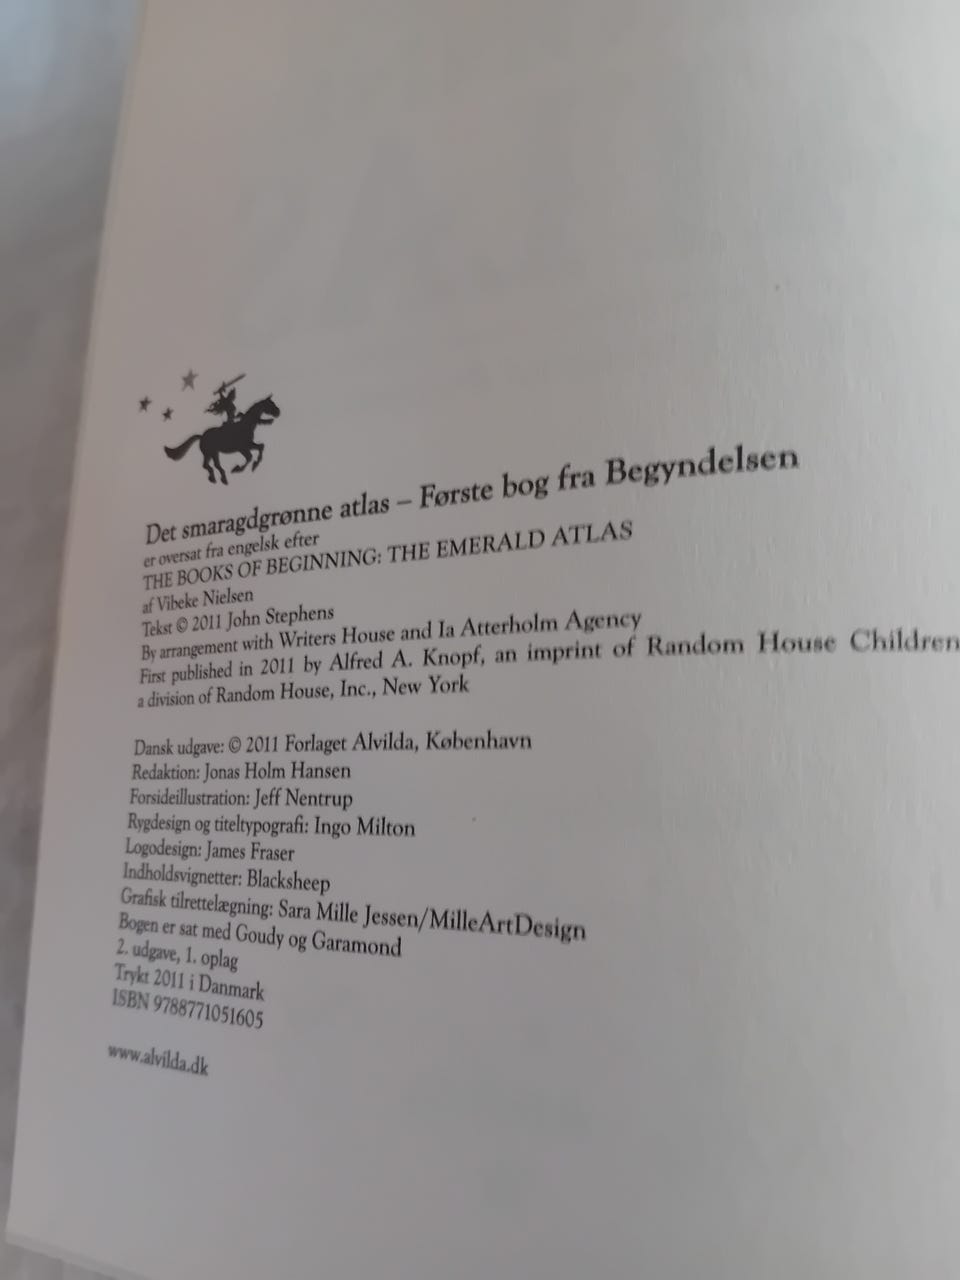 Det smaragdgrønne atlas – Første bog fra Begyndelsen
er oversat fra engelsk efter
THE BOOKS OF BEGINNING: THE EMERALD ATLAS
af Vibeke Nielsen
Tekst © 2011 John Stephens
By arrangement with Writers House and Ia Atterholm Agency
First published in 2011 by Alfred A. Knopf, an imprint of Random House Children
a division of Random House, Inc., New York
Dansk udgave: © 2011 Forlaget Alvilda, København
Redaktion: Jonas Holm Hansen
Forsideillustration: Jeff Nentrup
Rygdesign og titeltypografi: Ingo Milton
Logodesign: James Fraser
Indholdsvignetter: Blacksheep
Grafisk tilrettelægning: Sara Mille Jessen/MilleArtDesign
Bogen er sat med Goudy og Garamond
2. udgave, 1. oplag
Trykt 2011 i Danmark
ISBN 9788771051605
www.alvilda.dk